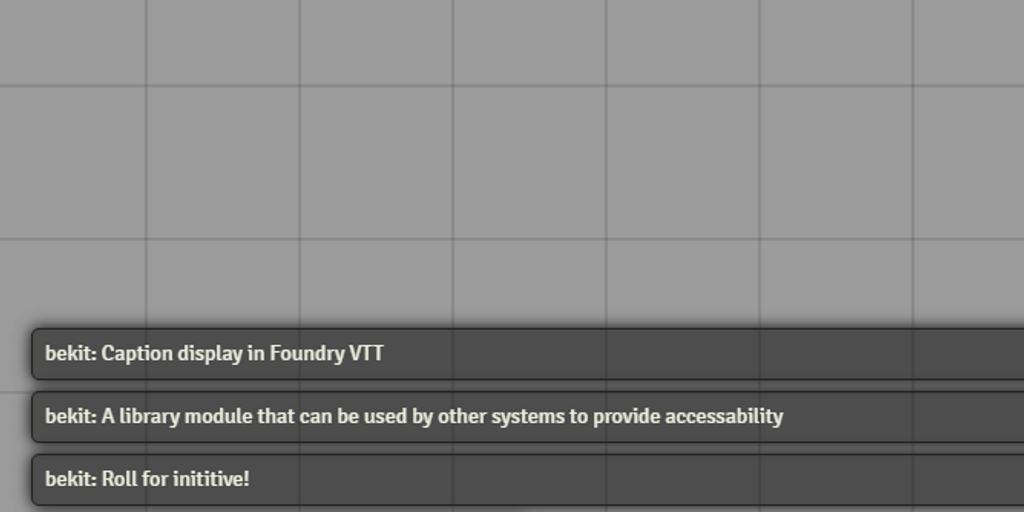 bekit: Caption display in Foundry VTT
bekit: A library module that can be used by other systems to provide accessability
bekit: Roll for inititive!